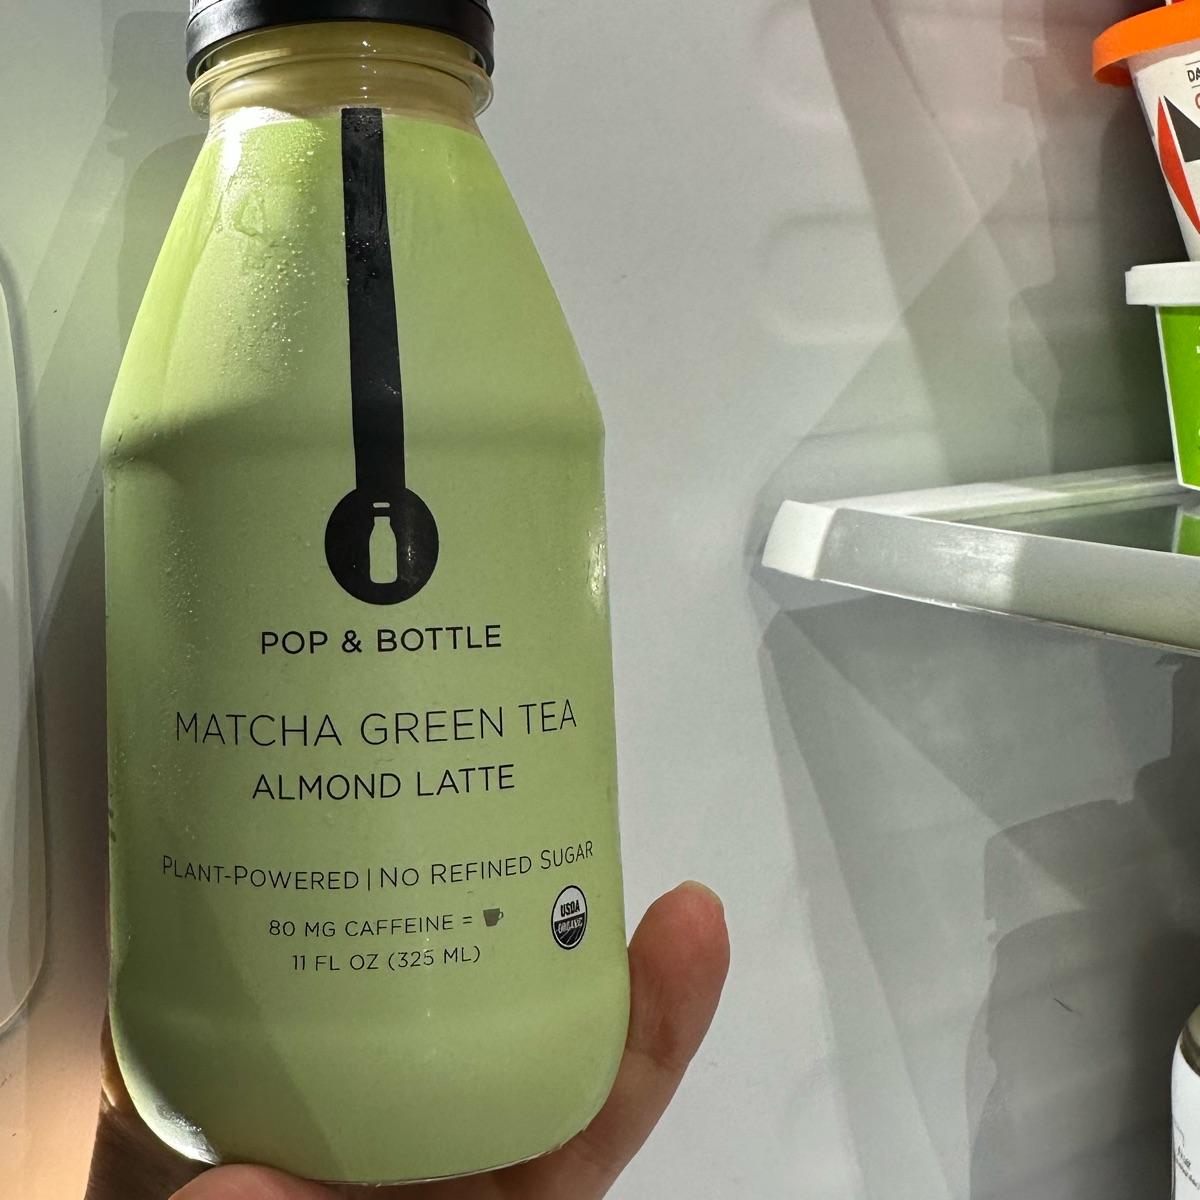 POP & BOTTLE
MATCHA GREEN TEA
ALMOND LATTE
PLANT-POWERED | NO REFINED SUGAR
80 MG CAFFEINE =
USDA
ORGANIC
11 FL OZ (325 ML)